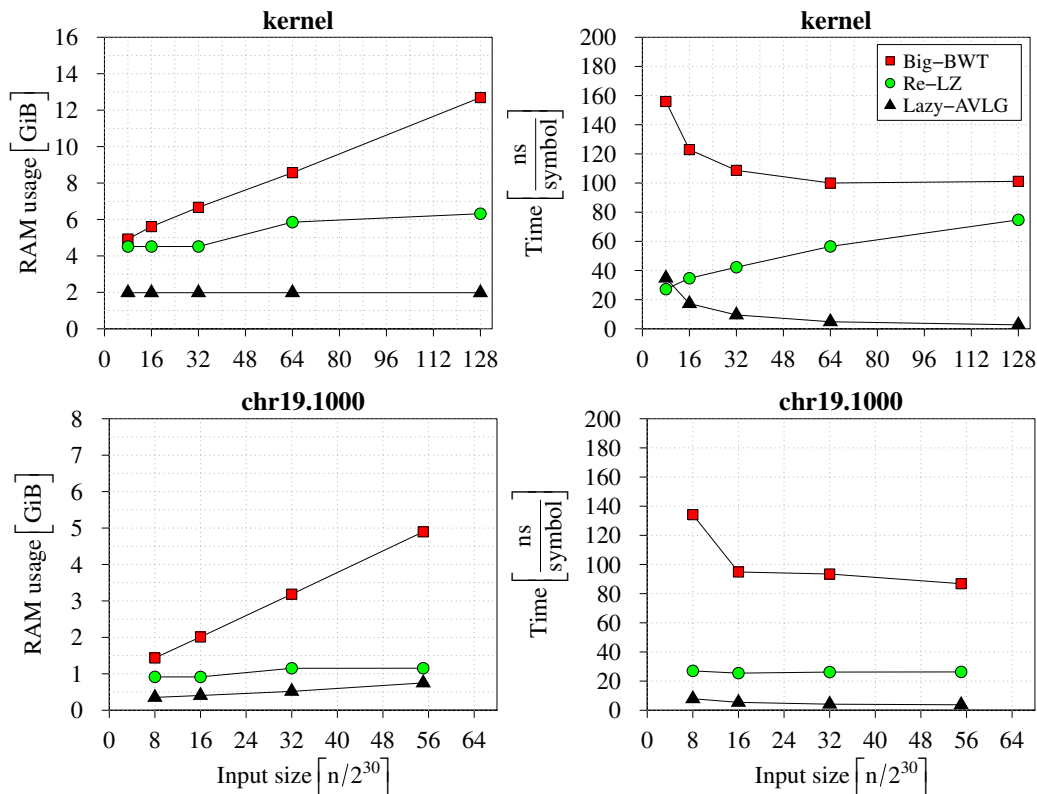 kernel
16
14
12
10
8
6
4
2
0
RAM usage [GiB]
0 16 32 48 64 80 96 112 128
kernel
200
180
160
140
120
100
80
60
40
20
0
Time [ns/symbol]
0 16 32 48 64 80 96 112 128
Big−BWT
Re−LZ
Lazy−AVLG
chr19.1000
8
7
6
5
4
3
2
1
0
RAM usage [GiB]
0 8 16 24 32 40 48 56 64
Input size [n/2³⁰]
chr19.1000
200
180
160
140
120
100
80
60
40
20
0
Time [ns/symbol]
0 8 16 24 32 40 48 56 64
Input size [n/2³⁰]